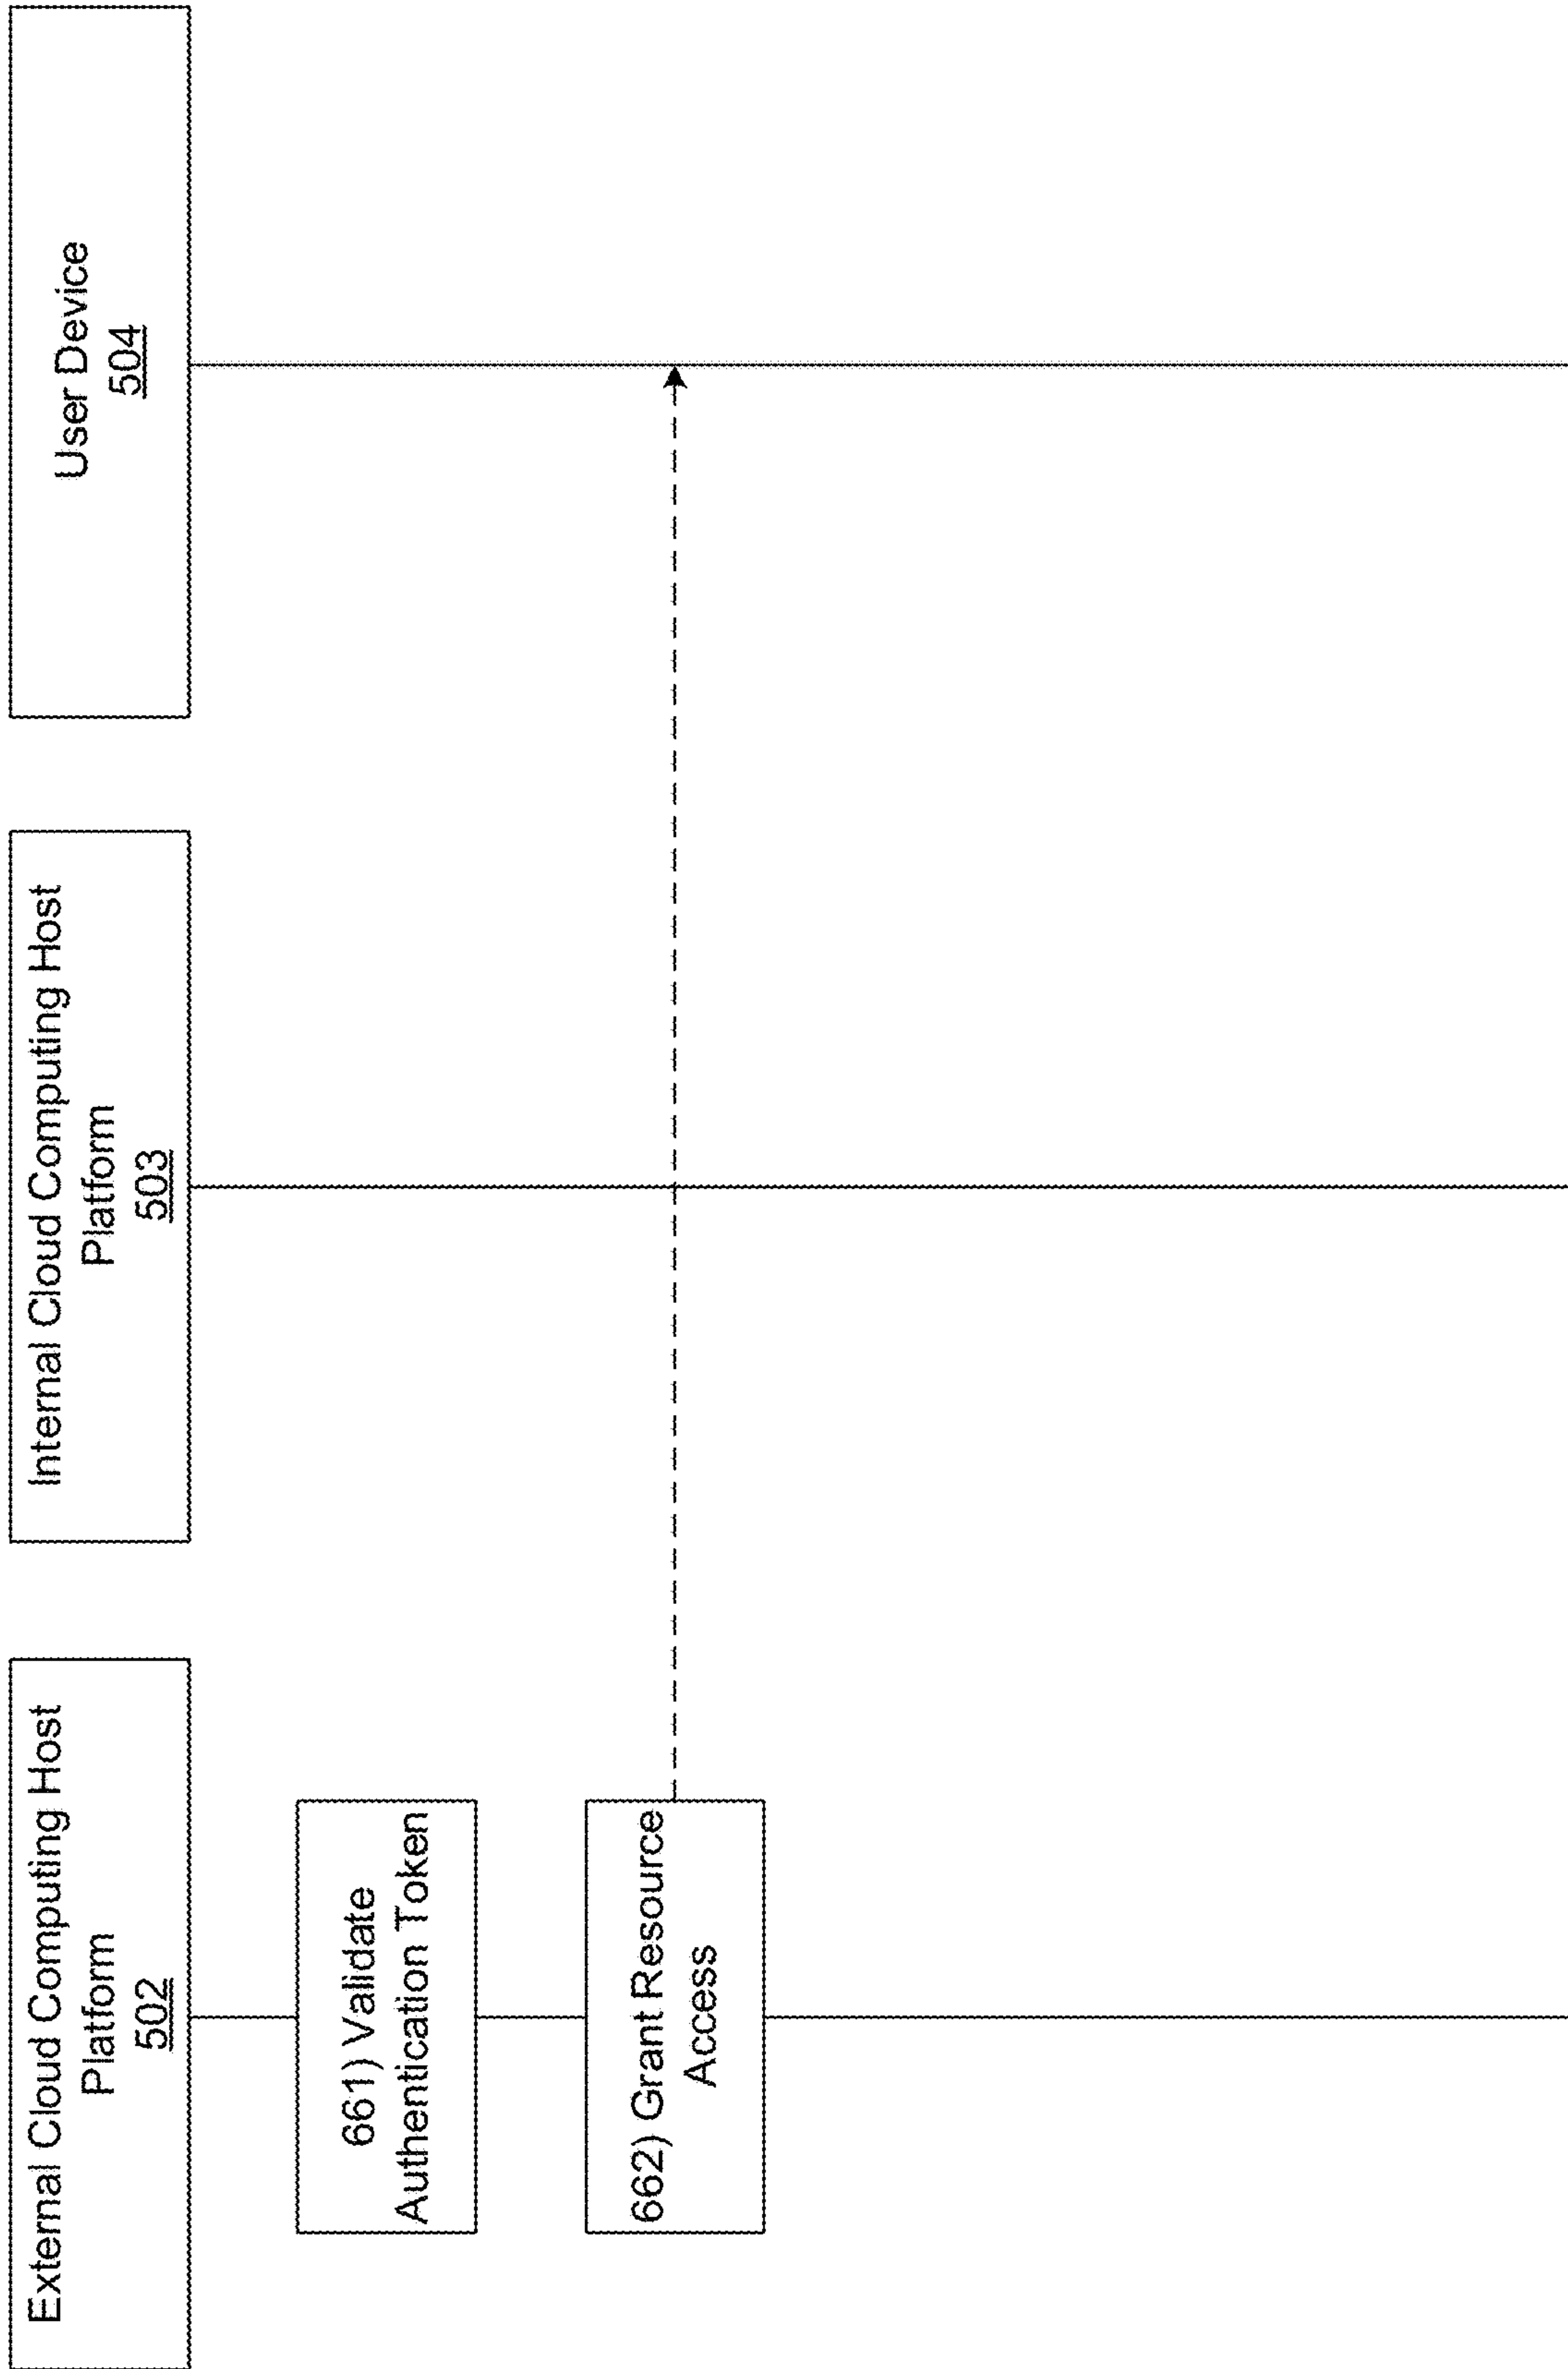 External Cloud Computing Host
Platform
502
Internal Cloud Computing Host
Platform
503
User Device
504
661) Validate
Authentication Token
662) Grant Resource
Access